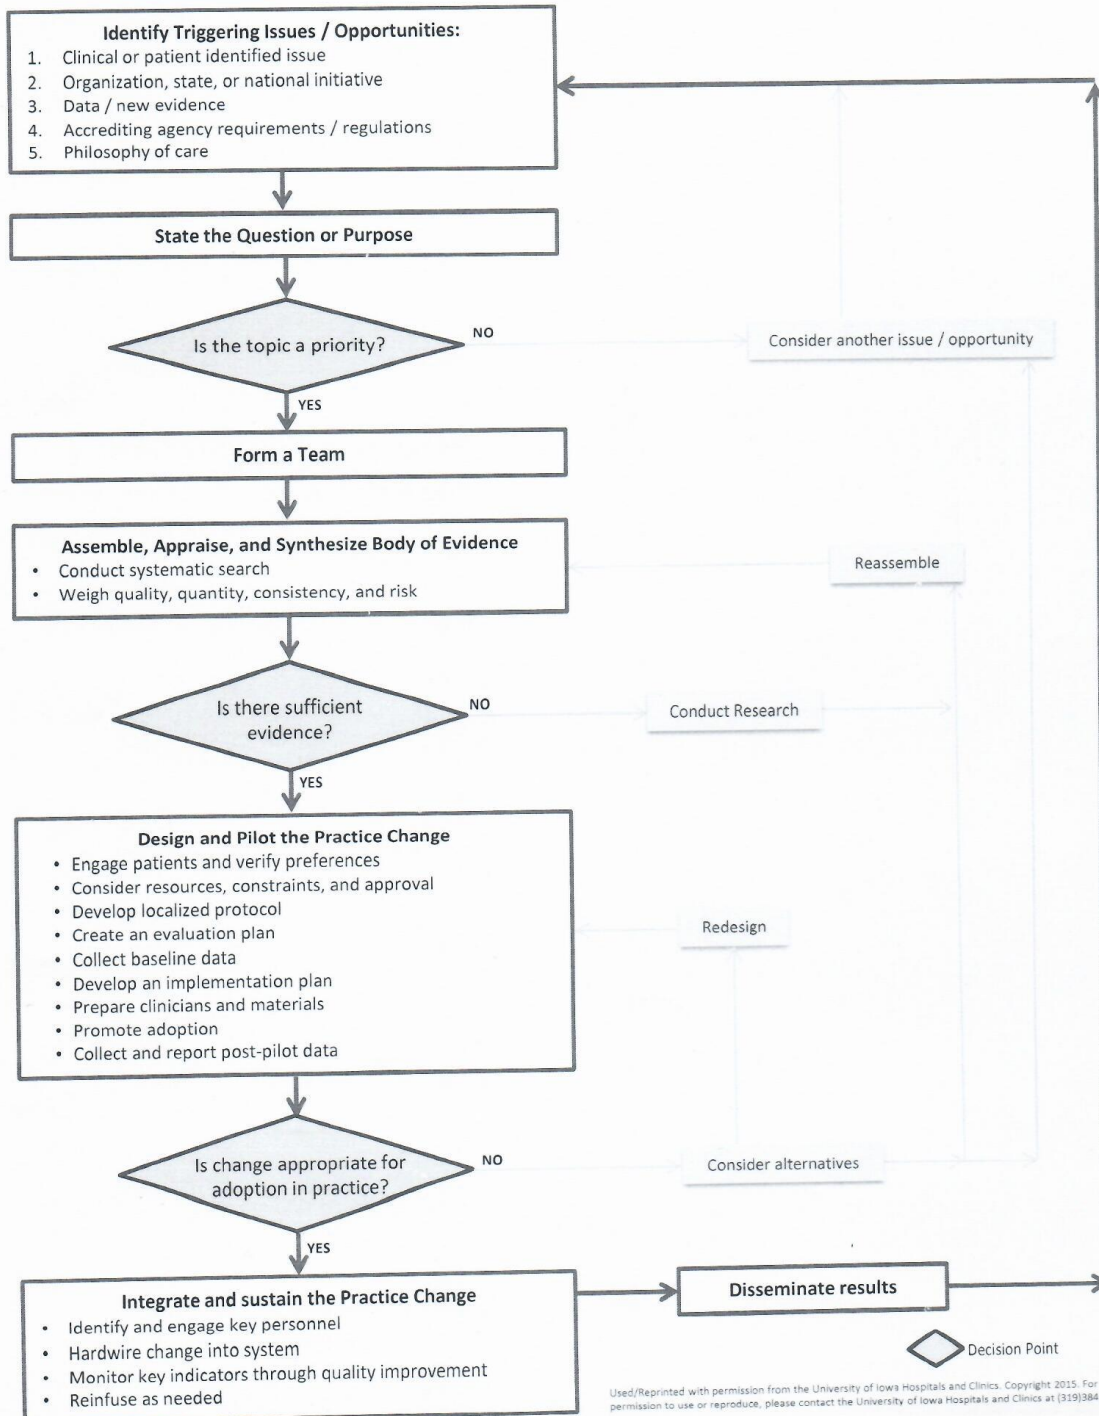 Identify Triggering Issues / Opportunities:
1. Clinical or patient identified issue
2. Organization, state, or national initiative
3. Data / new evidence
4. Accrediting agency requirements / regulations
5. Philosophy of care
State the Question or Purpose
Is the topic a priority?
NO
Consider another issue / opportunity
YES
Form a Team
Assemble, Appraise, and Synthesize Body of Evidence
• Conduct systematic search
• Weigh quality, quantity, consistency, and risk
Reassemble
Is there sufficient
evidence?
NO
Conduct Research
YES
Design and Pilot the Practice Change
• Engage patients and verify preferences
• Consider resources, constraints, and approval
• Develop localized protocol
• Create an evaluation plan
• Collect baseline data
• Develop an implementation plan
• Prepare clinicians and materials
• Promote adoption
• Collect and report post-pilot data
Redesign
Is change appropriate for
adoption in practice?
NO
Consider alternatives
YES
Integrate and sustain the Practice Change
• Identify and engage key personnel
• Hardwire change into system
• Monitor key indicators through quality improvement
• Reinfuse as needed
Disseminate results
Decision Point
Used/Reprinted with permission from the University of Iowa Hospitals and Clinics. Copyright 2015. For
permission to use or reproduce, please contact the University of Iowa Hospitals and Clinics at (319)384